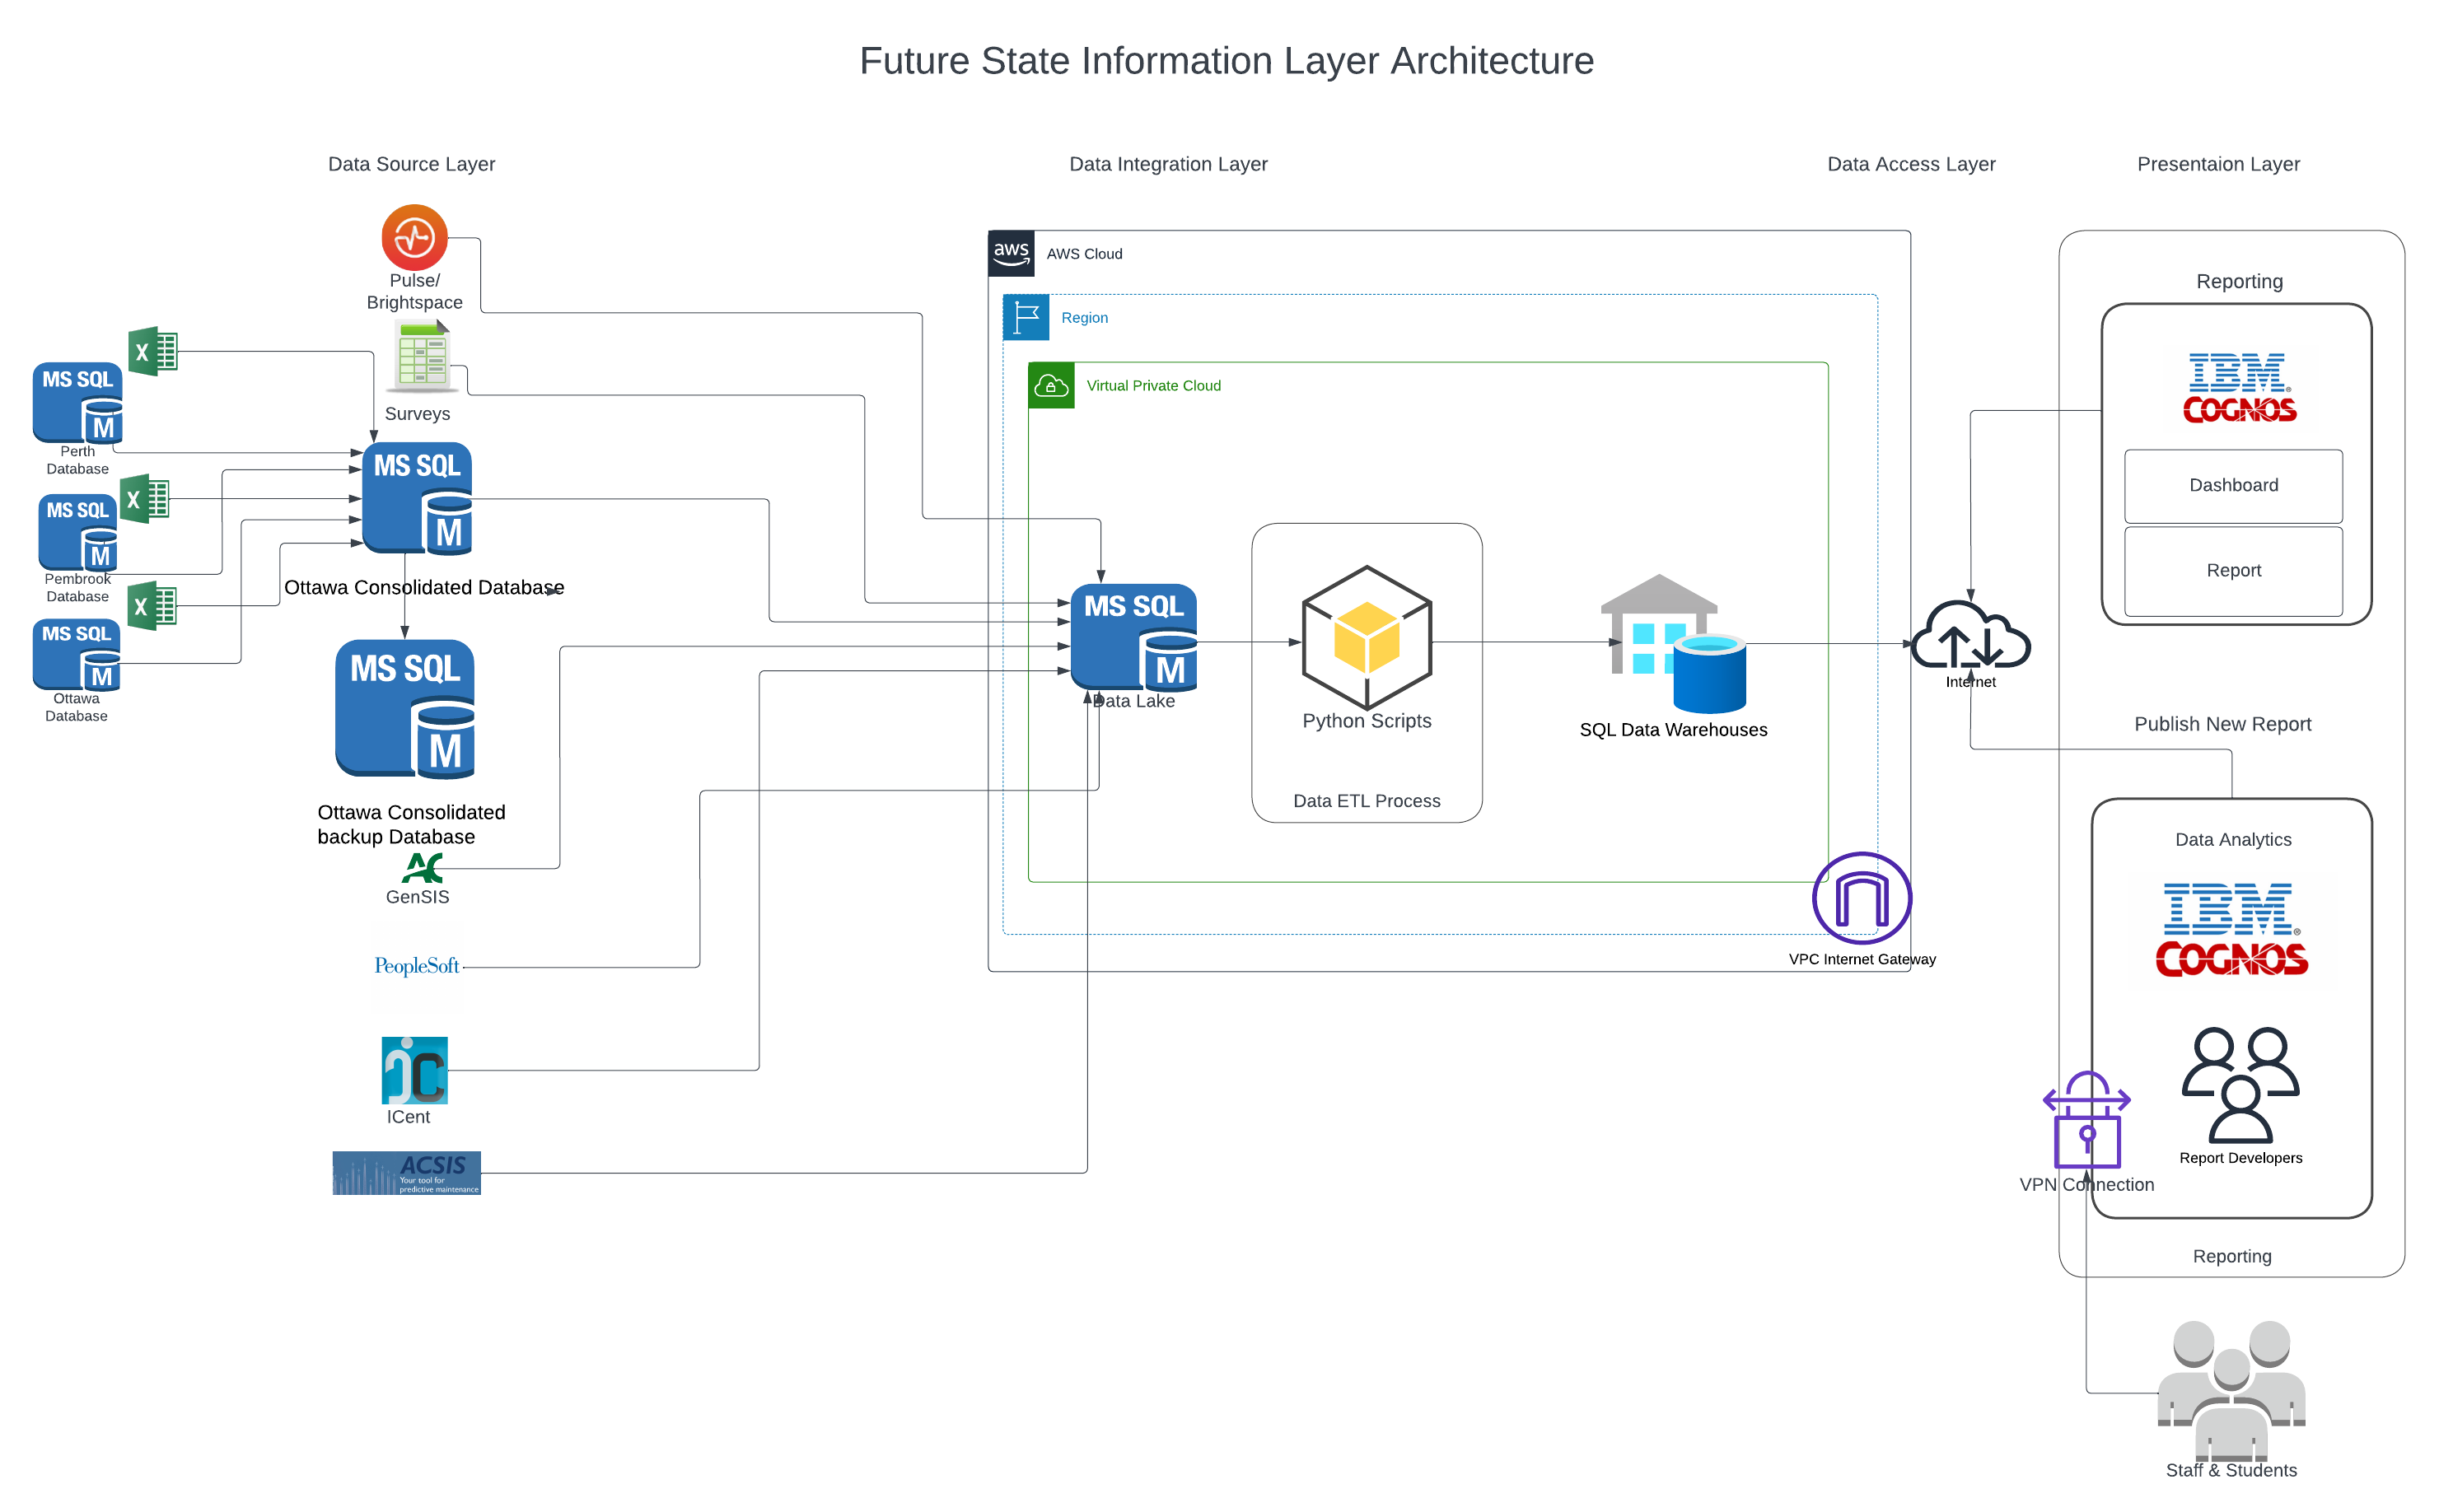 Future State Information Layer Architecture
Data Source Layer
Data Integration Layer
Data Access Layer
Presentaion Layer
Pulse/
Brightspace
Surveys
X
MS SQL
M
Perth
Database
X
MS SQL
M
Pembrook
Database
X
MS SQL
M
Ottawa
Database
MS SQL
M
Ottawa Consolidated Database
MS SQL
M
Ottawa Consolidated
backup Database
AC
GenSIS
PeopleSoft
ic
ICent
ACSIS
Your tool for
predictive maintenance
aws
AWS Cloud
Region
Virtual Private Cloud
MS SQL
M
Data Lake
Python Scripts
Data ETL Process
SQL Data Warehouses
VPC Internet Gateway
Internet
Reporting
IBM®
COGNOS
Dashboard
Report
Publish New Report
Data Analytics
IBM®
COGNOS
Report Developers
VPN Connection
Reporting
Staff & Students